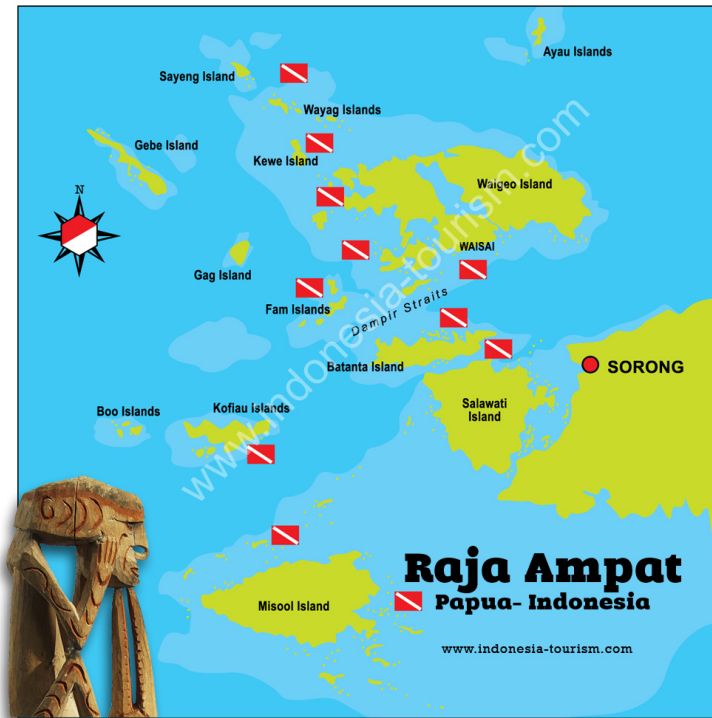 Ayau Islands
Sayeng Island
Wayag Islands
Gebe Island
Kewe Island
Waigeo Island
N
WAISAI
Gag Island
Fam Islands
Dampir Straits
Batanta Island
SORONG
Salawati
Island
Boo Islands
Kofiau Islands
www.indonesia-tourism.com
Raja Ampat
Papua- Indonesia
Misool Island
www.indonesia-tourism.com